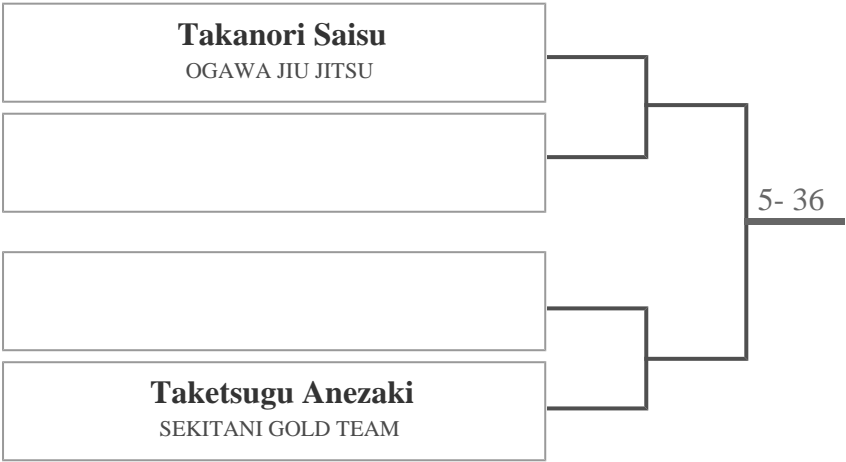 Takanori Saisu
OGAWA JIU JITSU
5- 36
Taketsugu Anezaki
SEKITANI GOLD TEAM